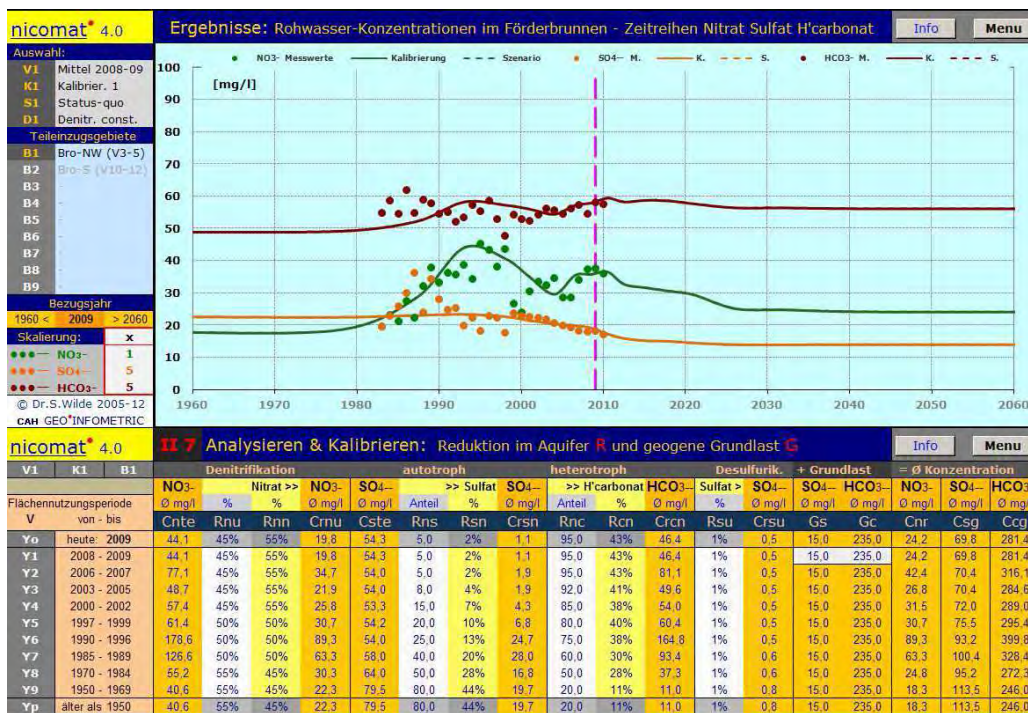 nicomat• 4.0
Ergebnisse: Rohwasser-Konzentrationen im Förderbrunnen - Zeitreihen Nitrat Sulfat H'carbonat
Info
Menu
Auswahl:
V1 Mittel 2008-09
K1 Kalibrier. 1
S1 Status-quo
D1 Denitr. const.
Teileinzugsgebiete
B1 Bro-NW (V3-5)
B2 Bro-S (V10-12)
B3
B4
B5
B6
B7
B8
B9
Bezugsjahr
1960 < 2009 > 2060
Skalierung: x
NO3- 1
SO4-- 5
HCO3- 5
© Dr.S.Wilde 2005-12
CAH GEO•INFOMETRIC
NO3- Messwerte Kalibrierung Szenario SO4-- M. K. S. HCO3- M. K. S.
[mg/l]
100
90
80
70
60
50
40
30
20
10
0
1960 1970 1980 1990 2000 2010 2020 2030 2040 2050 2060
nicomat• 4.0
II 7 Analysieren & Kalibrieren: Reduktion im Aquifer R und geogene Grundlast G
Info
Menu
V1 K1 B1 Denitrifikation autotroph heterotroph Desulfurik. + Grundlast = Ø Konzentration
NO3- Nitrat >> NO3- SO4-- >> Sulfat SO4-- >> H'carbonat HCO3-- Sulfat > SO4-- SO4-- HCO3-- NO3- SO4-- HCO3-
Flächennutzungsperiode Ø mg/l % % Ø mg/l Ø mg/l Anteil % Ø mg/l Anteil % Ø mg/l % Ø mg/l Ø mg/l Ø mg/l Ø mg/l Ø mg/l Ø mg/l
V von - bis Cnte Rnu Rnn Crnu Cste Rns Rsn Crsn Rnc Rcn Crcn Rsu Crsu Gs Gc Cnr Csg Ccg
Yo heute: 2009 44,1 45% 55% 19,8 54,3 5,0 2% 1,1 95,0 43% 46,4 1% 0,5 15,0 235,0 24,2 69,8 281,4
Y1 2008 - 2009 44,1 45% 55% 19,8 54,3 5,0 2% 1,1 95,0 43% 46,4 1% 0,5 15,0 235,0 24,2 69,8 281,4
Y2 2006 - 2007 77,1 45% 55% 34,7 54,0 5,0 2% 1,9 95,0 43% 81,1 1% 0,5 15,0 235,0 42,4 70,4 316,1
Y3 2003 - 2005 48,7 45% 55% 21,9 54,0 8,0 4% 1,9 92,0 41% 49,6 1% 0,5 15,0 235,0 26,8 70,4 284,6
Y4 2000 - 2002 57,4 45% 55% 25,8 53,3 15,0 7% 4,3 85,0 38% 54,0 1% 0,5 15,0 235,0 31,5 72,0 289,0
Y5 1997 - 1999 61,4 50% 50% 30,7 54,2 20,0 10% 6,8 80,0 40% 60,4 1% 0,5 15,0 235,0 30,7 75,5 295,4
Y6 1990 - 1996 178,6 50% 50% 89,3 54,0 25,0 13% 24,7 75,0 38% 164,8 1% 0,5 15,0 235,0 89,3 93,2 399,8
Y7 1985 - 1989 126,6 50% 50% 63,3 58,0 40,0 20% 28,0 60,0 30% 93,4 1% 0,6 15,0 235,0 63,3 100,4 328,4
Y8 1970 - 1984 55,2 55% 45% 30,3 64,0 50,0 28% 16,8 50,0 28% 37,3 1% 0,6 15,0 235,0 24,8 95,2 272,3
Y9 1950 - 1969 40,6 55% 45% 22,3 79,5 80,0 44% 19,7 20,0 11% 11,0 1% 0,8 15,0 235,0 18,3 113,5 246,0
Yp älter als 1950 40,6 55% 45% 22,3 79,5 80,0 44% 19,7 20,0 11% 11,0 1% 0,8 15,0 235,0 18,3 113,5 246,0